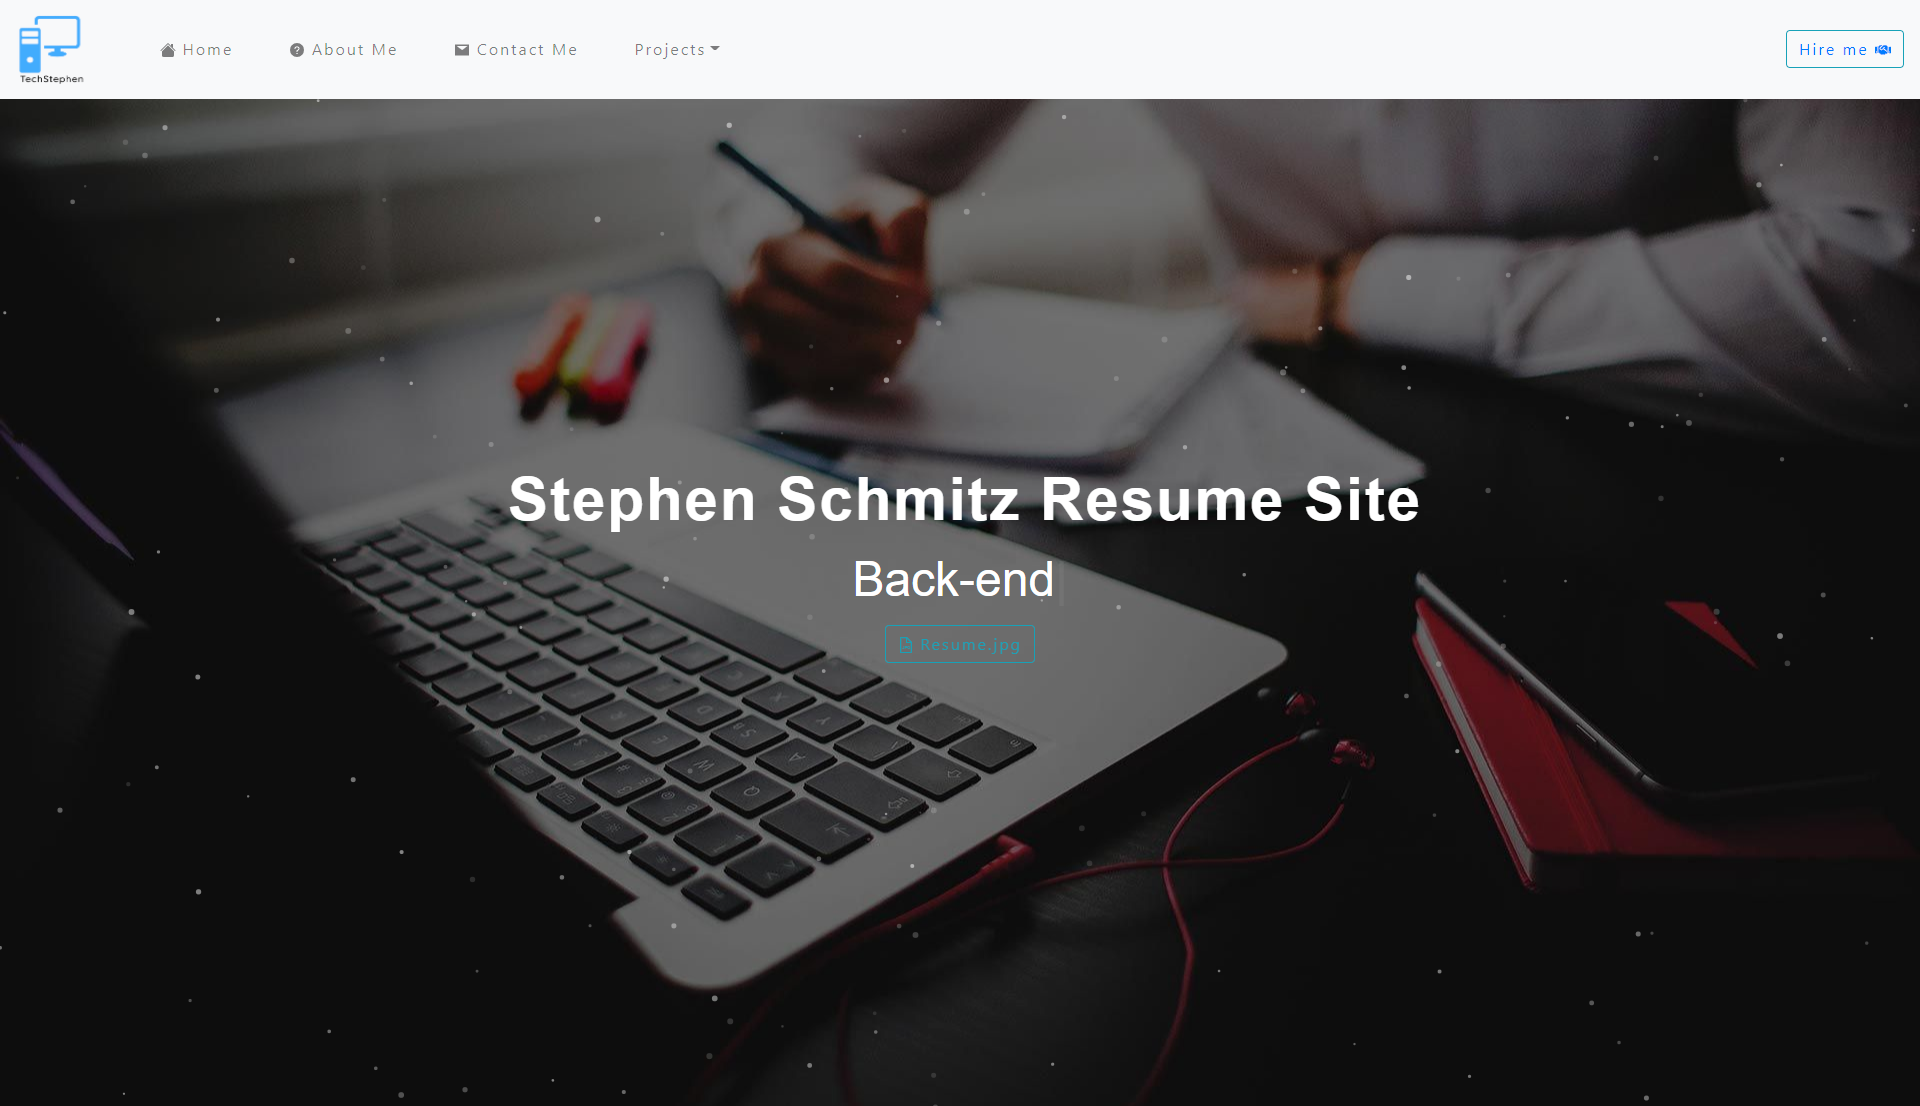 TechStephen
Home
About Me
Contact Me
Projects
Hire me
Stephen Schmitz Resume Site
Back-end
Resume.jpg